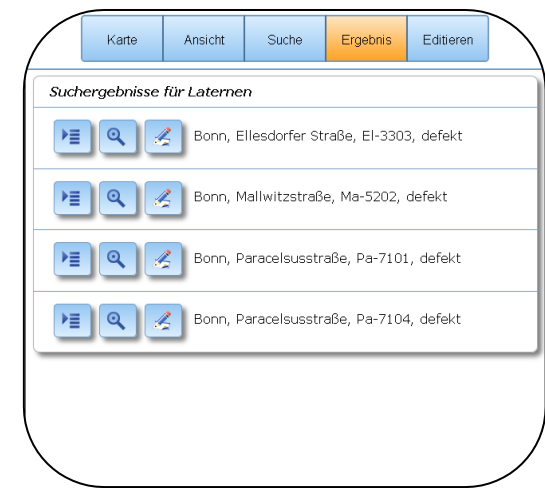 Karte Ansicht Suche Ergebnis Editieren
Suchergebnisse für Laternen
Bonn, Ellesdorfer Straße, El-3303, defekt
Bonn, Mallwitzstraße, Ma-5202, defekt
Bonn, Paracelsusstraße, Pa-7101, defekt
Bonn, Paracelsusstraße, Pa-7104, defekt